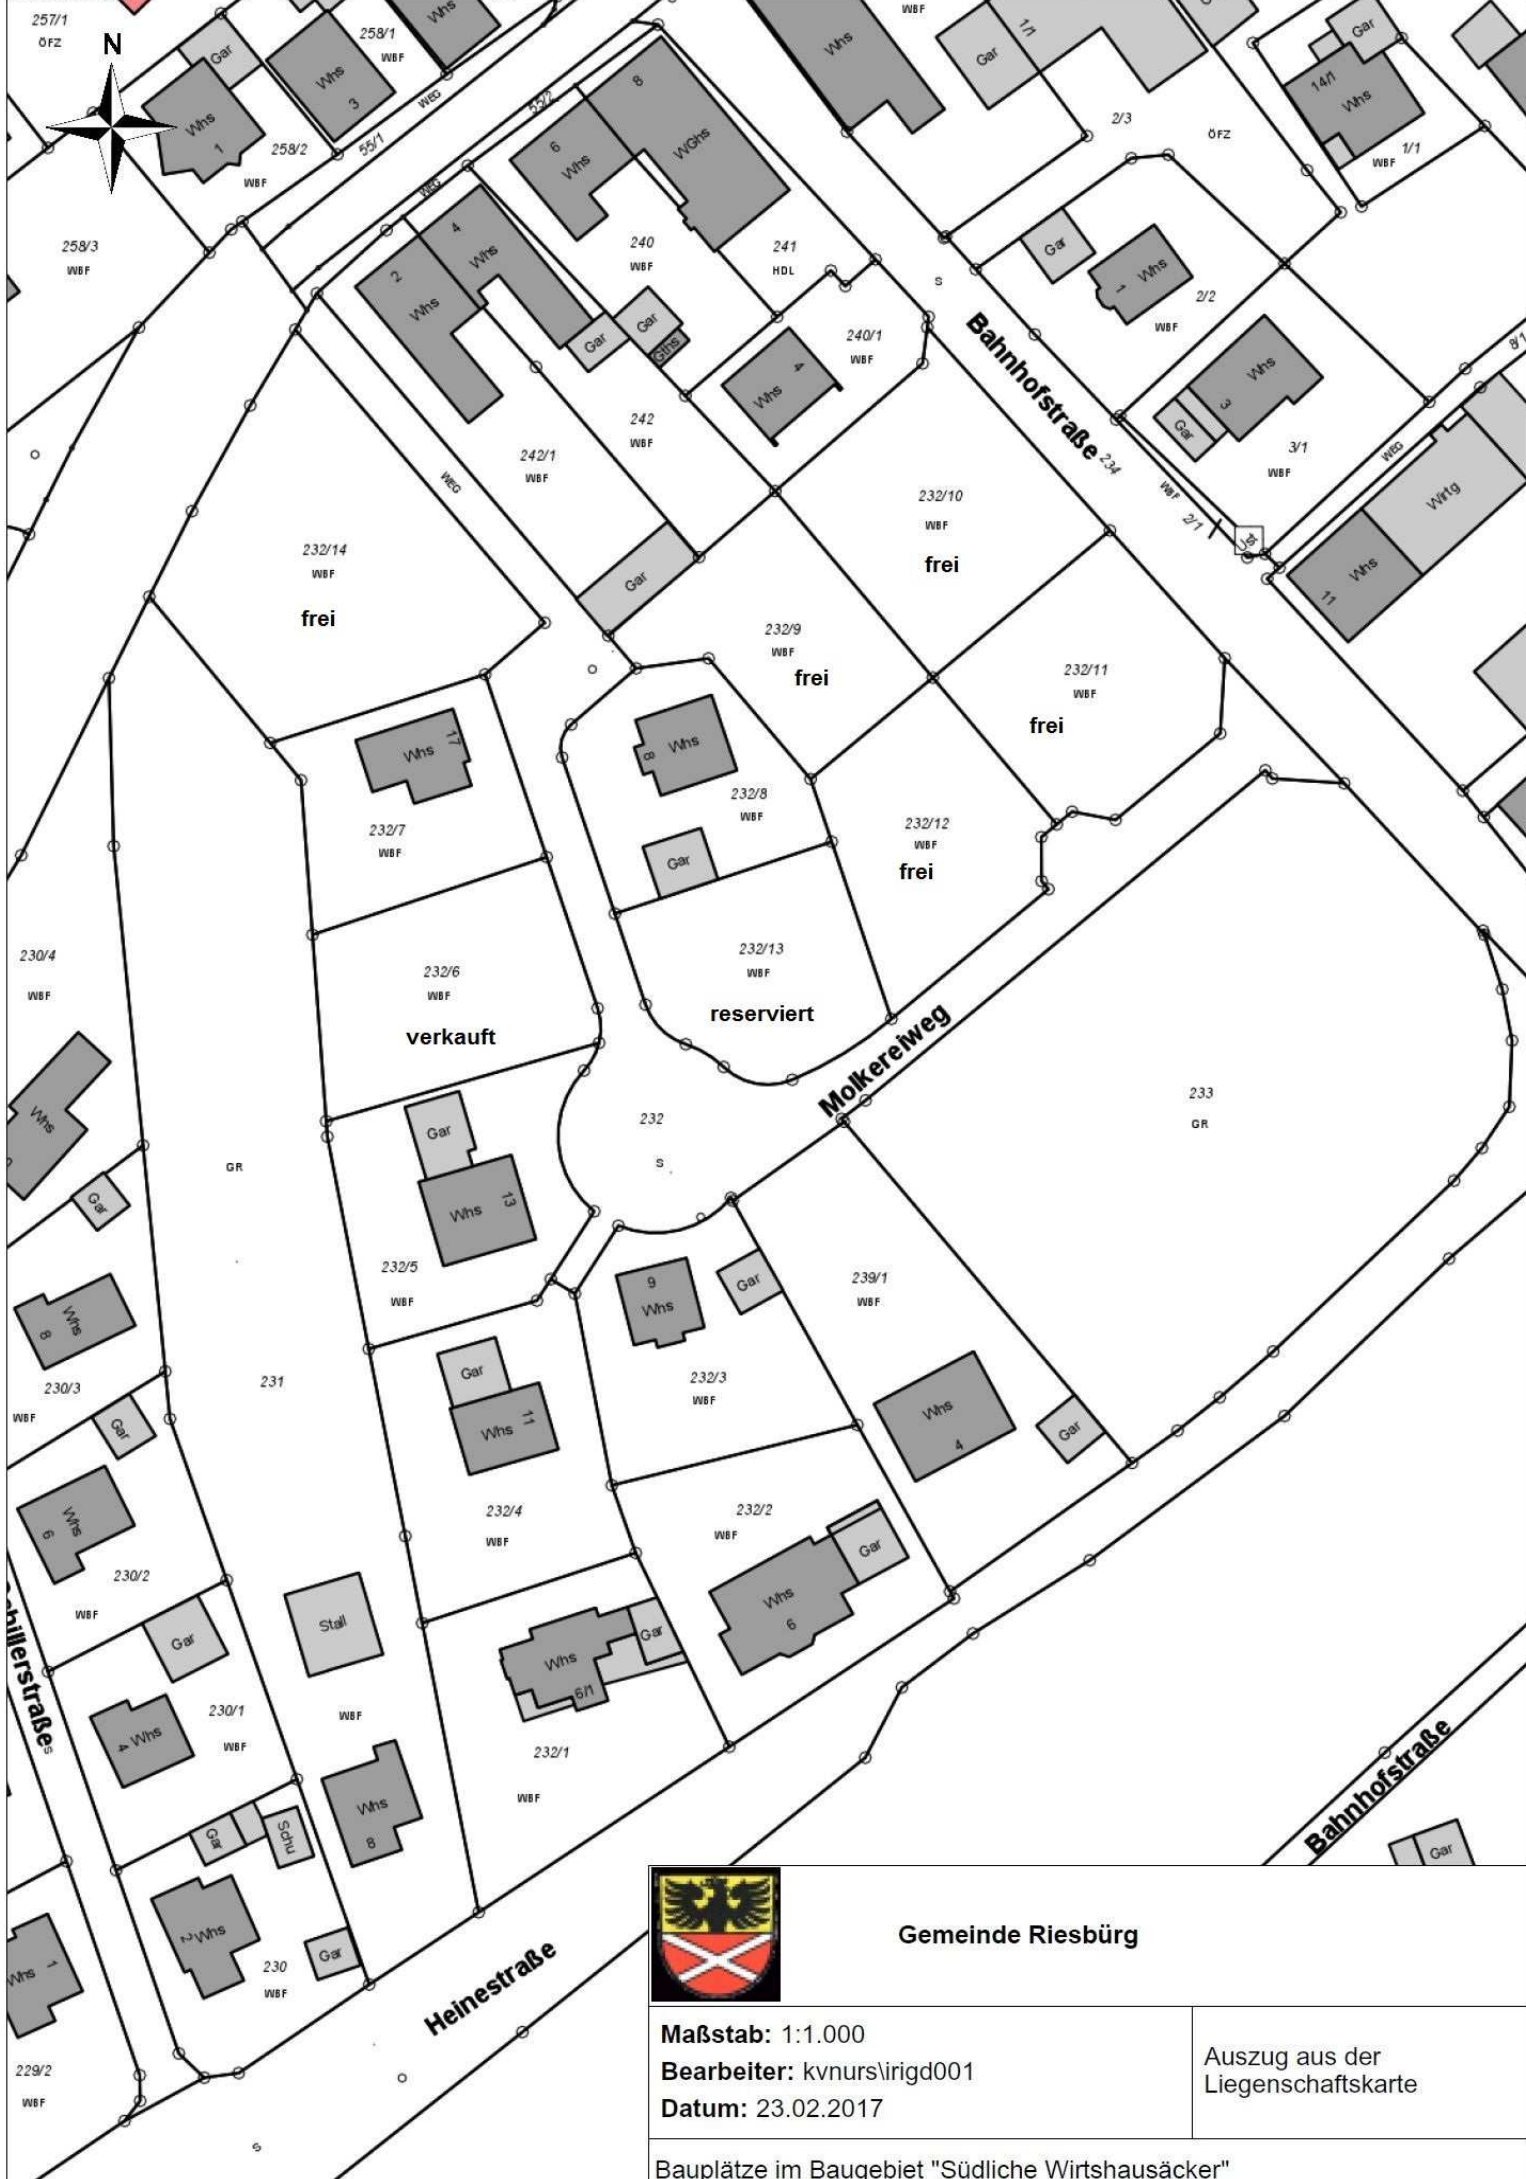 257/1
ÖFZ
N
Gar
Whs
1
258/1
WBF
Whs
3
Whs
258/2
WBF
55/1
WEG
55/2
WEG
258/3
WBF
6
Whs
8
WGHs
4
Whs
2
Whs
240
WBF
241
HDL
Gar
Gar
Gths
240/1
WBF
Whs
4
242
WBF
242/1
WBF
WEG
Gar
Whs
WBF
Gar
1/1
2/3
ÖFZ
Gar
14/1
Whs
WBF
1/1
S
Gar
Whs
1
2/2
WBF
Bahnhofstraße
234
WBF
2/1
Whs
3
Gar
3/1
WBF
8/1
WEG
Wirtg
Ust
Whs
11
232/14
WBF
frei
232/10
WBF
frei
232/9
WBF
frei
232/11
WBF
frei
Whs
17
232/7
WBF
Whs
8
232/8
WBF
Gar
232/12
WBF
frei
230/4
WBF
232/6
WBF
verkauft
232/13
WBF
reserviert
Molkereiweg
233
GR
232
S
Whs
Gar
GR
Gar
Whs
13
232/5
WBF
Whs
8
230/3
WBF
Gar
231
Gar
Whs
11
232/4
WBF
9
Whs
Gar
232/3
WBF
239/1
WBF
Whs
4
Gar
Whs
6
230/2
WBF
Gar
Stall
232/2
WBF
Whs
6
Gar
Whs
6/1
Gar
232/1
WBF
Schillerstraße
S
Whs
4
230/1
WBF
WBF
Whs
8
Gar
Schu
Whs
2
230
WBF
Gar
Whs
1
229/2
WBF
Heinestraße
S
Bahnhofstraße
Gar
Gemeinde Riesbürg
Maßstab: 1:1.000
Bearbeiter: kvnurs\irigd001
Datum: 23.02.2017
Auszug aus der
Liegenschaftskarte
Bauplätze im Baugebiet "Südliche Wirtshausäcker"